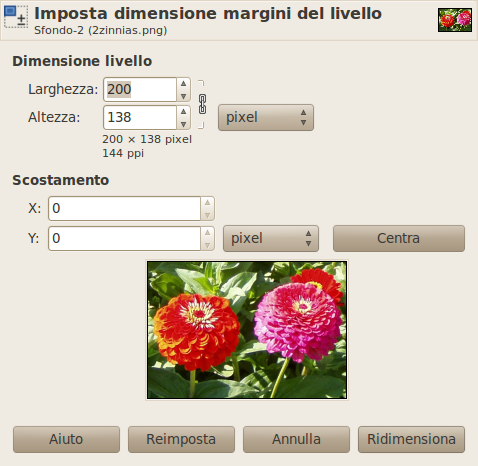 Imposta dimensione margini del livello
Sfondo-2 (2zinnias.png)
Dimensione livello
Larghezza: 200
Altezza: 138 pixel
200 × 138 pixel
144 ppi
Scostamento
X: 0
Y: 0 pixel Centra
Aiuto Reimposta Annulla Ridimensiona